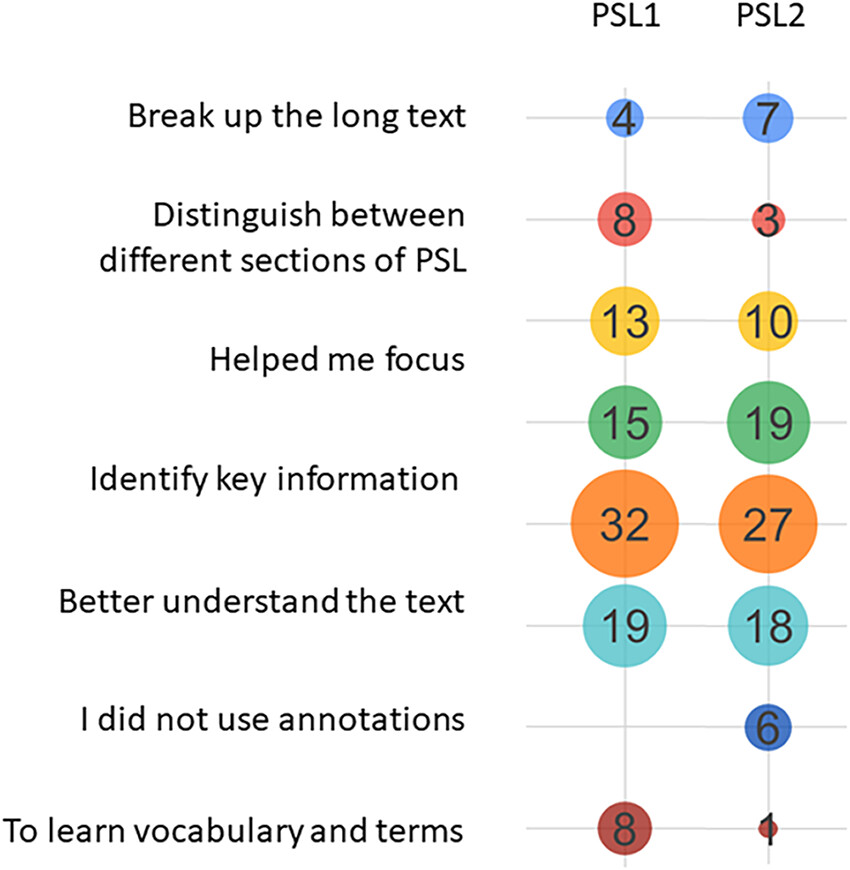 PSL1 PSL2
Break up the long text 4 7
Distinguish between 8 3
different sections of PSL
13 10
Helped me focus
15 19
Identify key information
32 27
Better understand the text
19 18
I did not use annotations 6
To learn vocabulary and terms 8 1